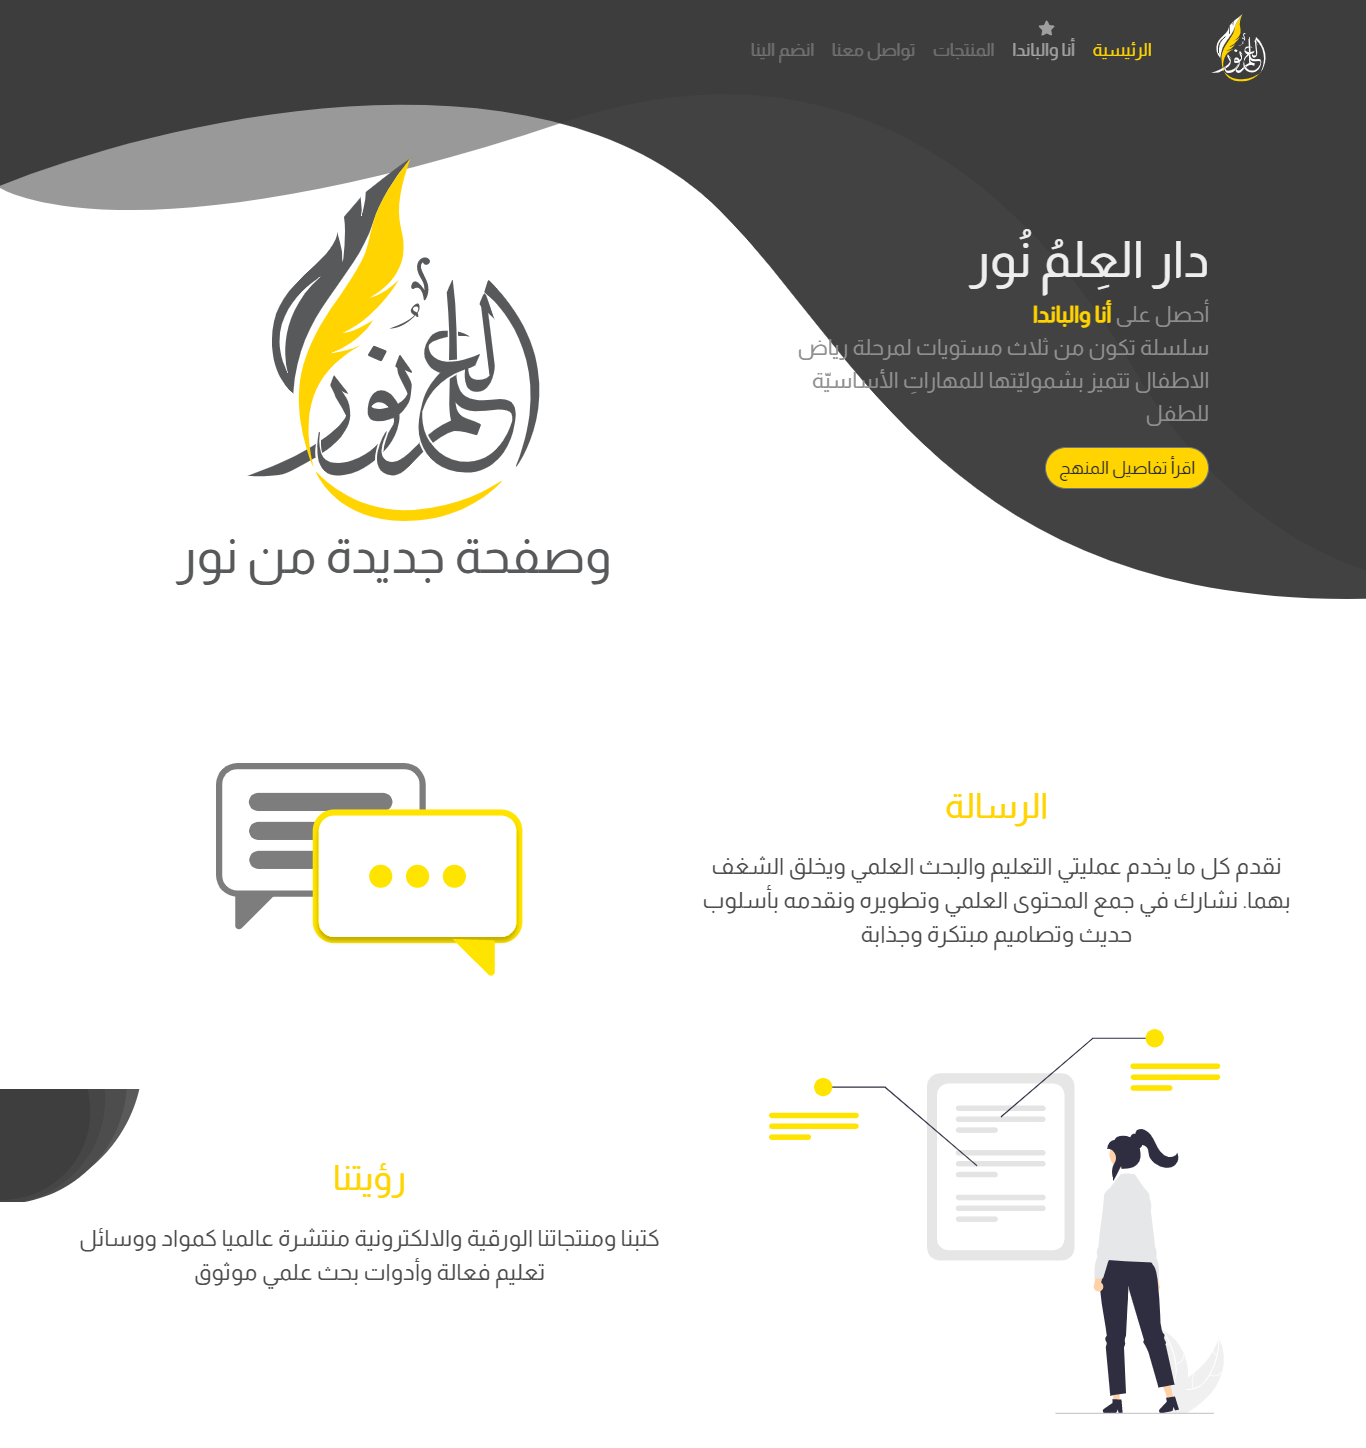 الرئيسية
أنا والباندا
المنتجات
تواصل معنا
انضم الينا
العلم نور
دار العِلمُ نُور
أحصل على أنا والباندا
سلسلة تكون من ثلاث مستويات لمرحلة رياض
الاطفال تتميز بشموليّتها للمهاراتِ الأساسيّة
للطفل
اقرأ تفاصيل المنهج
العلم نُور
وصفحة جديدة من نور
الرسالة
نقدم كل ما يخدم عمليتي التعليم والبحث العلمي ويخلق الشغف
بهما. نشارك في جمع المحتوى العلمي وتطويره ونقدمه بأسلوب
حديث وتصاميم مبتكرة وجذابة
رؤيتنا
كتبنا ومنتجاتنا الورقية والالكترونية منتشرة عالميا كمواد ووسائل
تعليم فعالة وأدوات بحث علمي موثوق